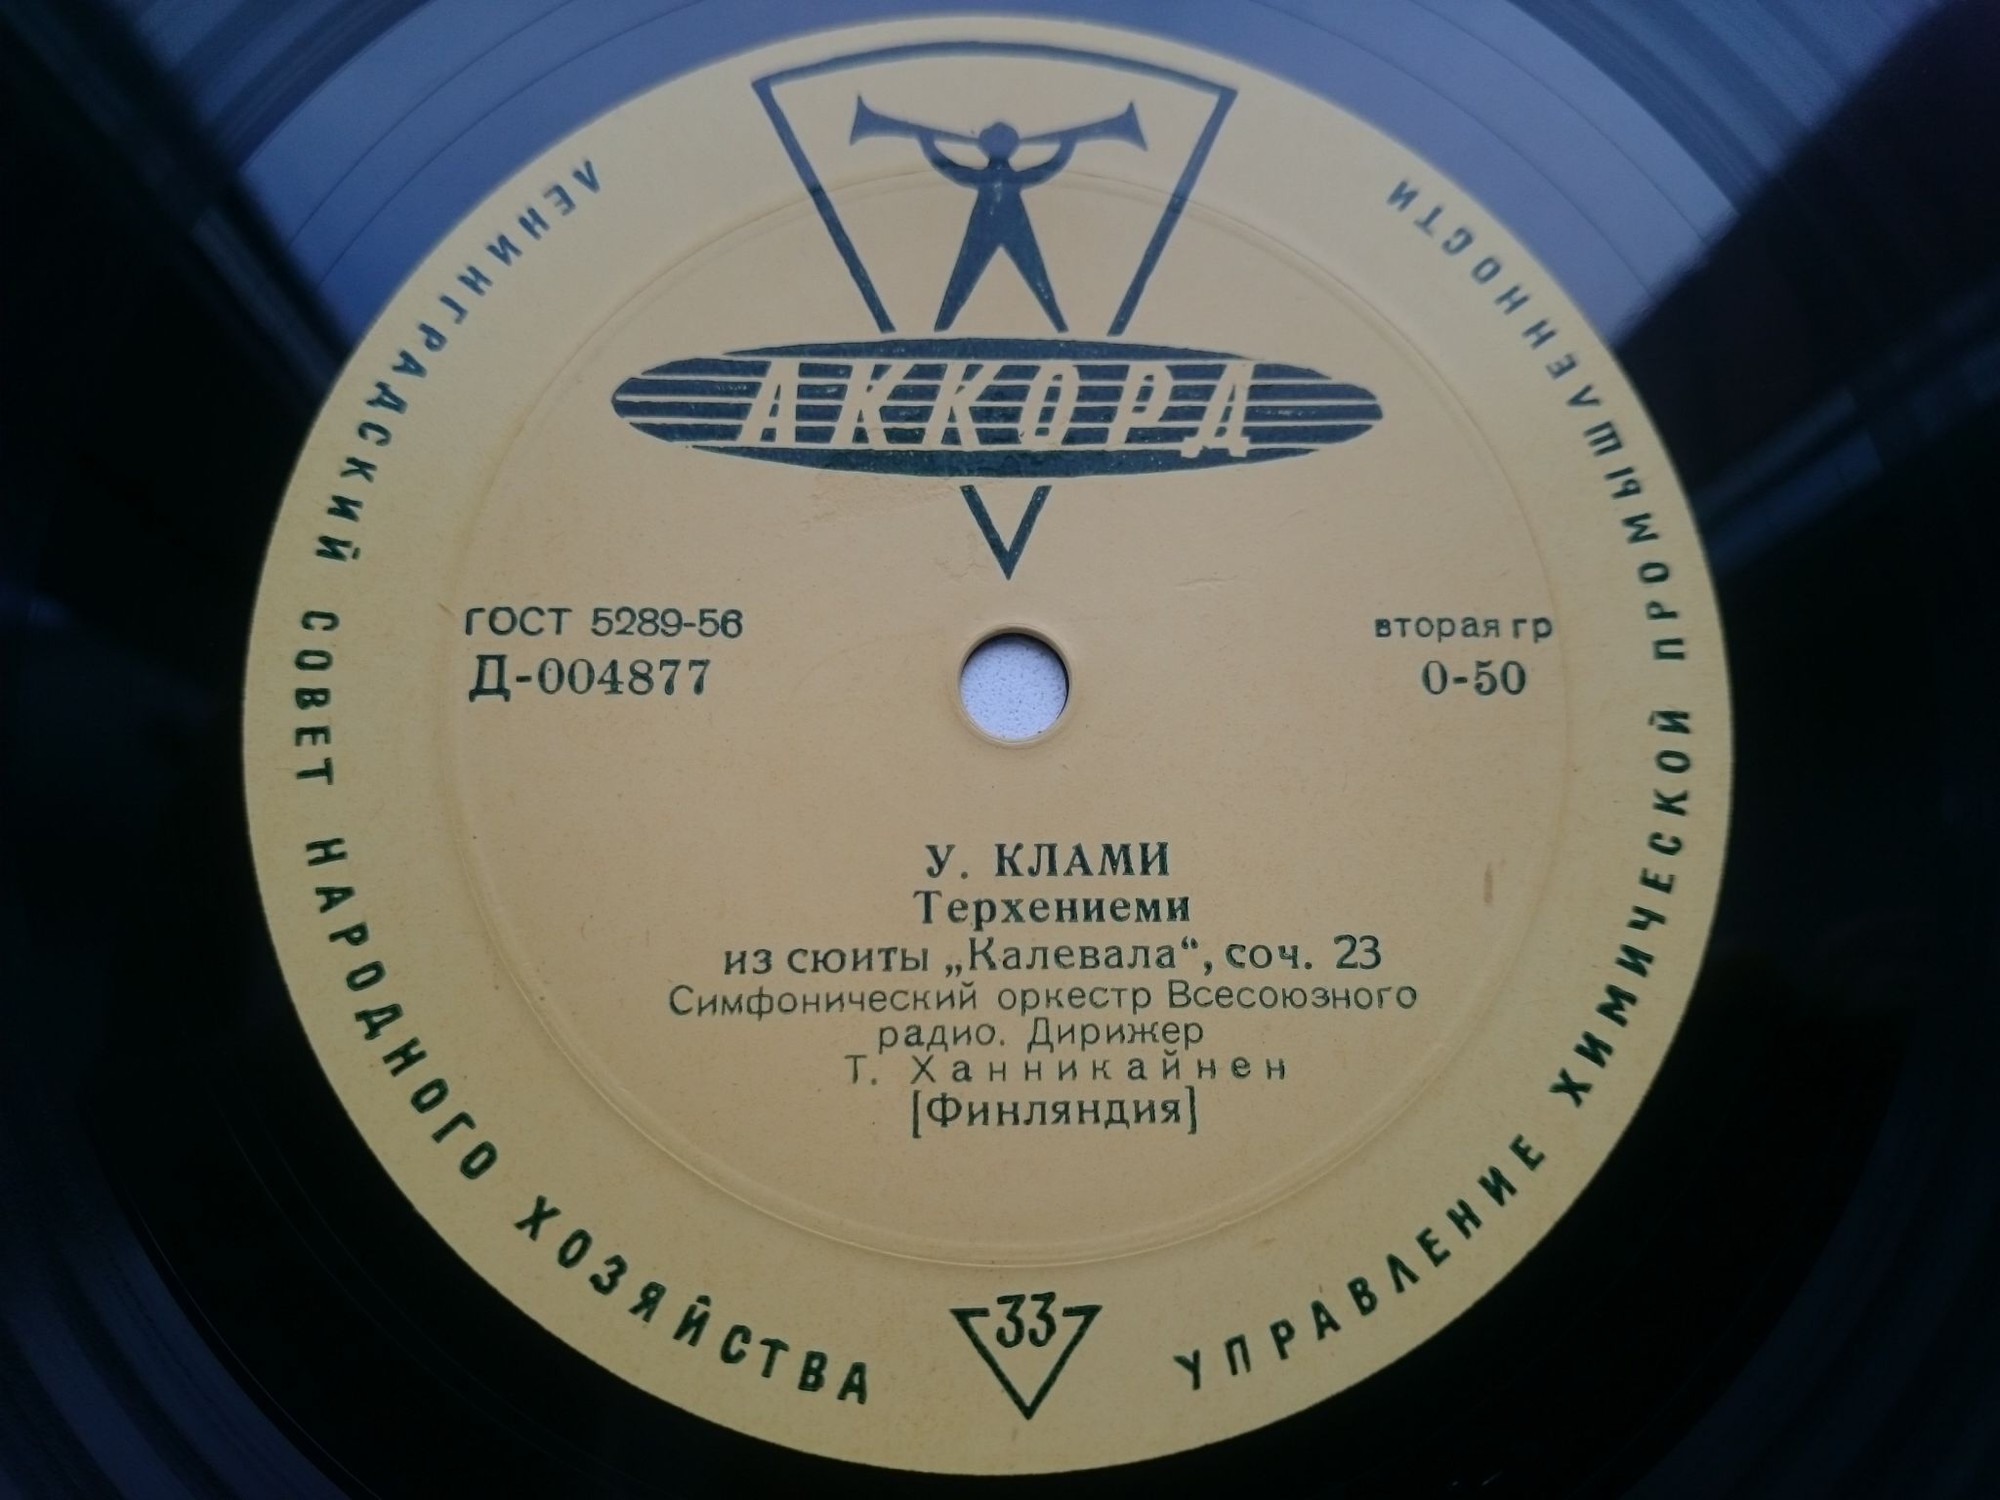 ЛЕНИНГРАДСКИЙ СОВЕТ НАРОДНОГО ХОЗЯЙСТВА
УПРАВЛЕНИЕ ХИМИЧЕСКОЙ ПРОМЫШЛЕННОСТИ
АККОРД
ГОСТ 5289-56
Д-004877
вторая гр
0-50
У. КЛАМИ
Терхениеми
из сюиты „Калевала“, соч. 23
Симфонический оркестр Всесоюзного
радио. Дирижер
Т. Ханникайнен
[Финляндия]
33